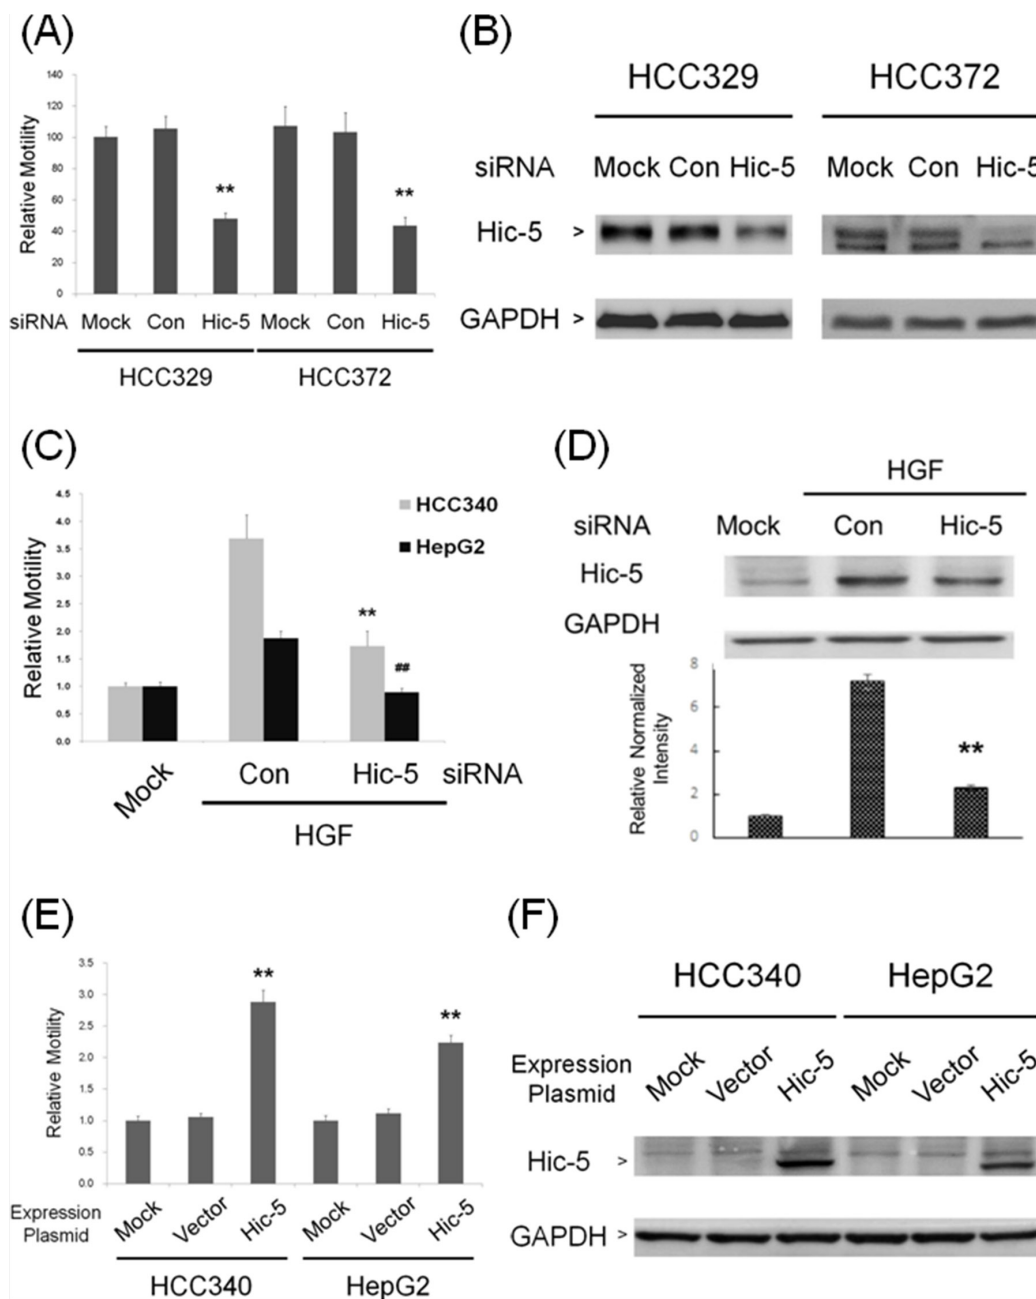 (A)
140
120
100
80
60
40
20
0
Relative Motility
siRNA Mock Con Hic-5 Mock Con Hic-5
** **
HCC329 HCC372
(B)
HCC329 HCC372
siRNA Mock Con Hic-5 Mock Con Hic-5
Hic-5 >
GAPDH >
(C)
4.5
4.0
3.5
3.0
2.5
2.0
1.5
1.0
0.5
0.0
Relative Motility
HCC340
HepG2
**
##
Mock Con Hic-5 siRNA
HGF
(D)
HGF
siRNA Mock Con Hic-5
Hic-5
GAPDH
8
6
4
2
0
Relative Normalized
Intensity
**
(E)
3.5
3.0
2.5
2.0
1.5
1.0
0.5
0.0
Relative Motility
** **
Expression
Plasmid
Mock Vector Hic-5 Mock Vector Hic-5
HCC340 HepG2
(F)
HCC340 HepG2
Expression
Plasmid
Mock Vector Hic-5 Mock Vector Hic-5
Hic-5 >
GAPDH >